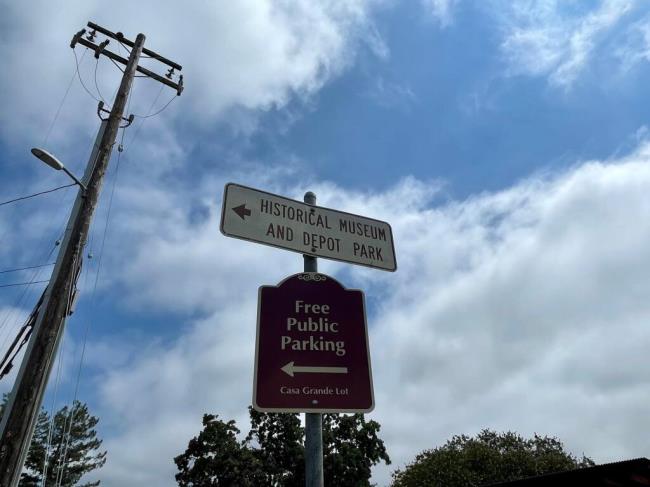 HISTORICAL MUSEUM
AND DEPOT PARK
Free
Public
Parking
Casa Grande Lot